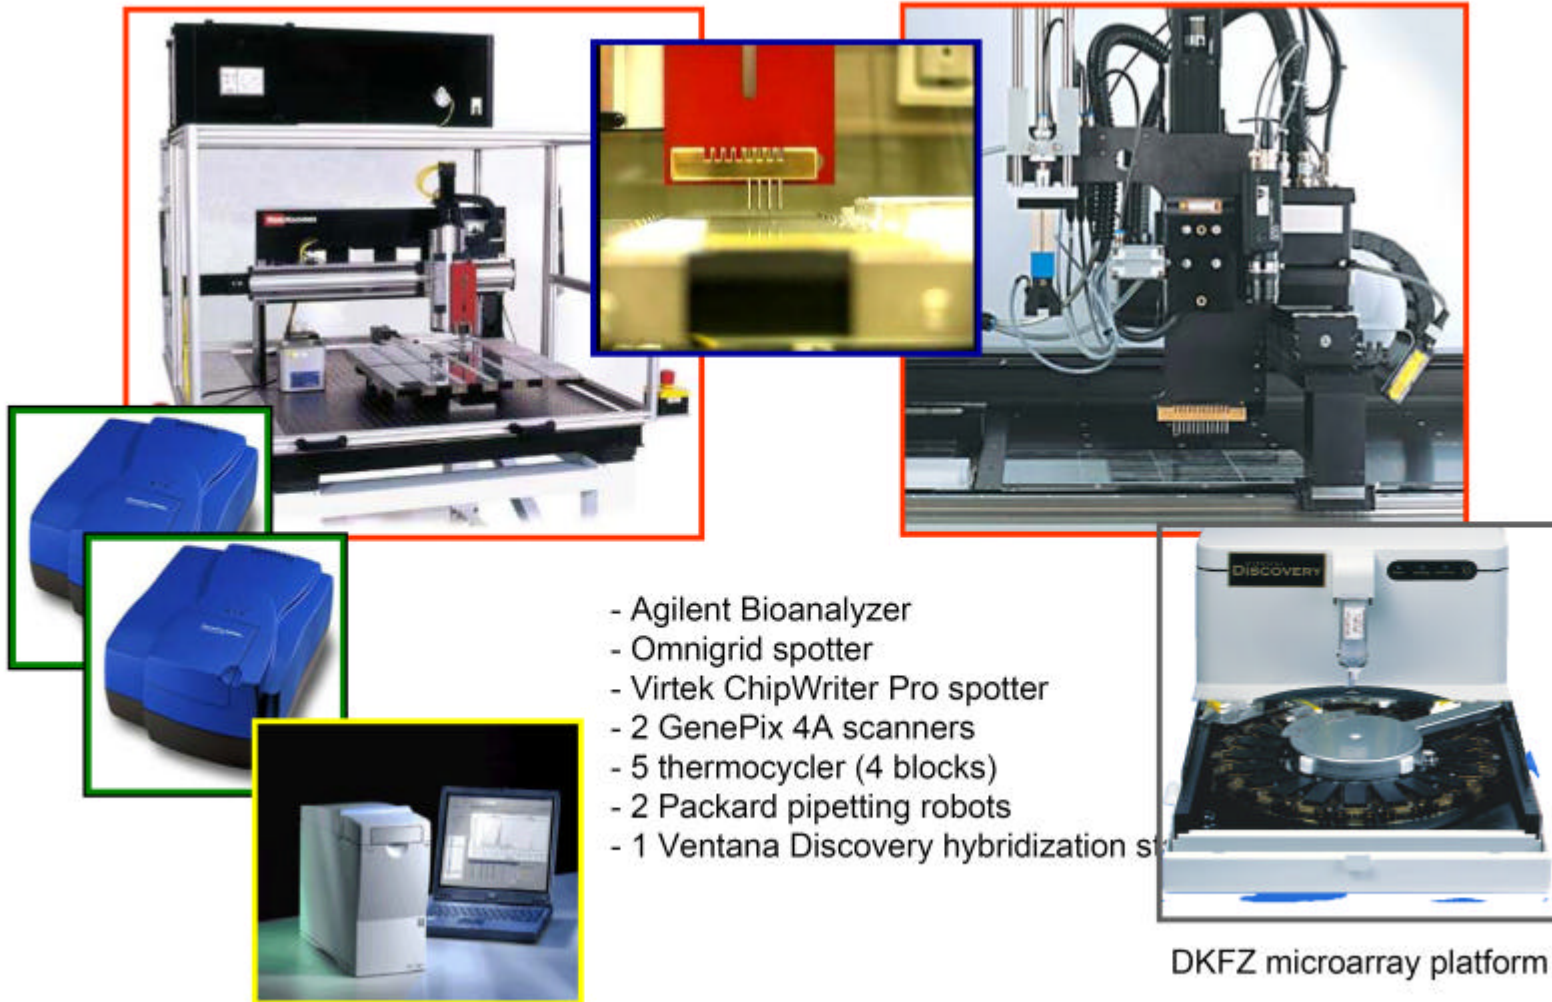 DISCOVERY
- Agilent Bioanalyzer
- Omnigrid spotter
- Virtek ChipWriter Pro spotter
- 2 GenePix 4A scanners
- 5 thermocycler (4 blocks)
- 2 Packard pipetting robots
- 1 Ventana Discovery hybridization st
DKFZ microarray platform